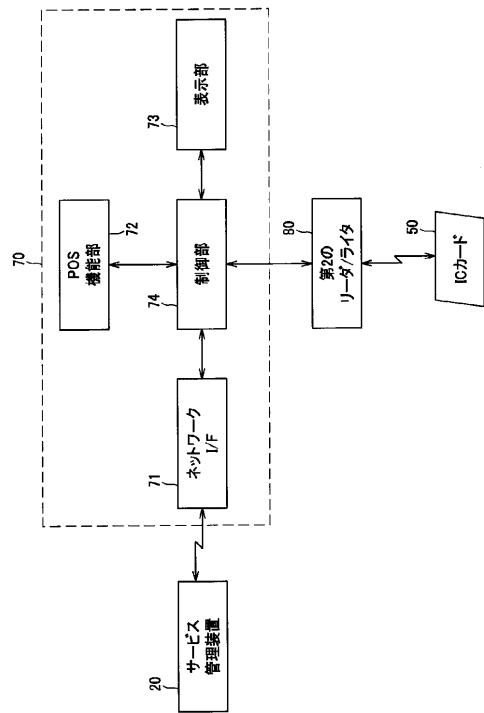 70
POS
機能部
72
サービス
管理装置
20
ネットワーク
I/F
71
制御部
74
表示部
73
第2の
リーダ/ライタ
80
ICカード
50